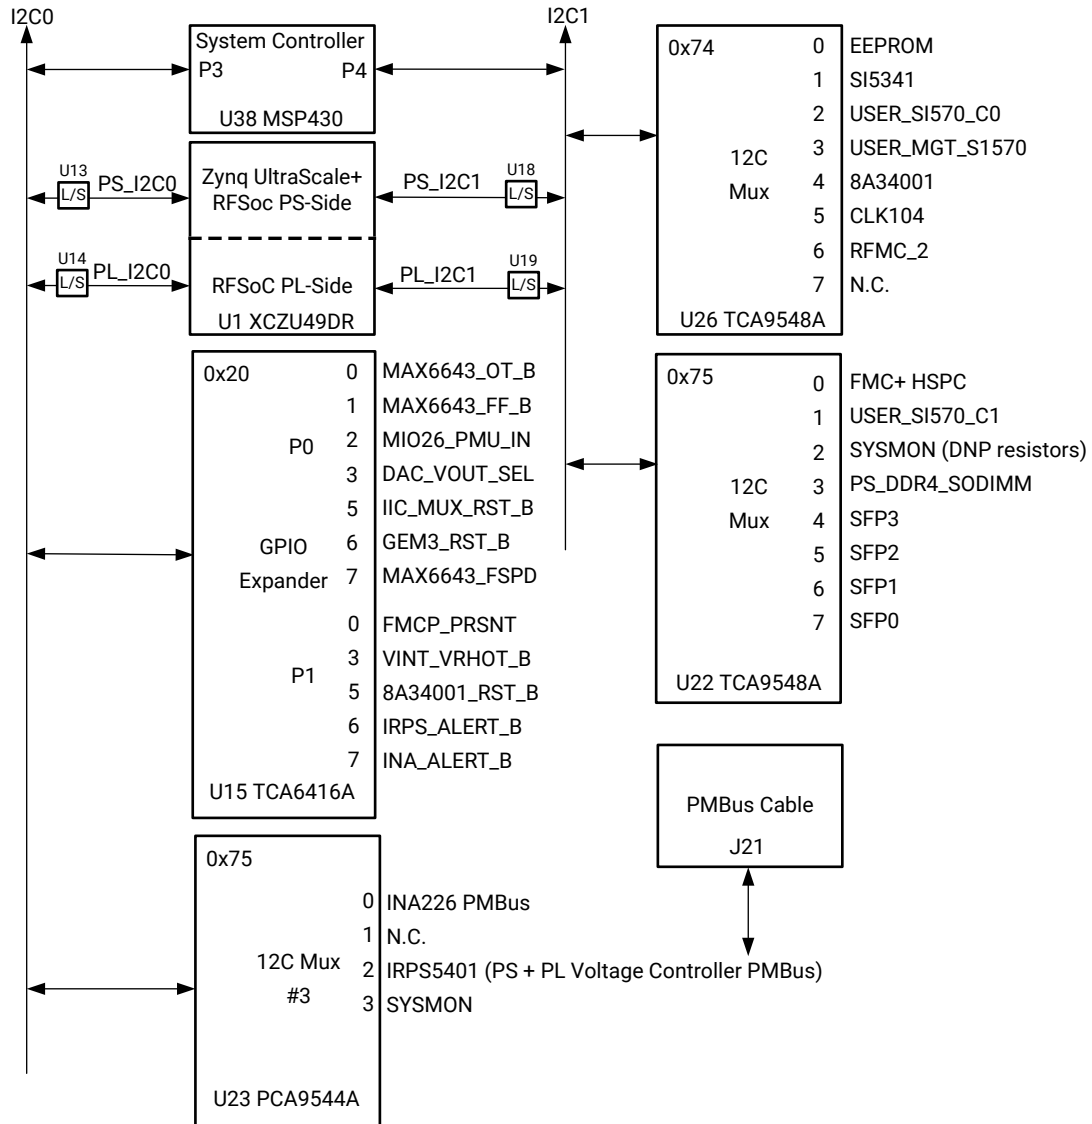 I2C0
I2C1
System Controller
P3 P4
U38 MSP430
U13
L/S
PS_I2C0
Zynq UltraScale+
RFSoc PS-Side
PS_I2C1
U18
L/S
U14
L/S
PL_I2C0
RFSoC PL-Side
U1 XCZU49DR
PL_I2C1
U19
L/S
0x20
P0
0 MAX6643_OT_B
1 MAX6643_FF_B
2 MIO26_PMU_IN
3 DAC_VOUT_SEL
5 IIC_MUX_RST_B
6 GEM3_RST_B
7 MAX6643_FSPD
GPIO
Expander
P1
0 FMCP_PRSNT
3 VINT_VRHOT_B
5 8A34001_RST_B
6 IRPS_ALERT_B
7 INA_ALERT_B
U15 TCA6416A
0x75
12C Mux
#3
0 INA226 PMBus
1 N.C.
2 IRPS5401 (PS + PL Voltage Controller PMBus)
3 SYSMON
U23 PCA9544A
0x74
12C
Mux
0 EEPROM
1 SI5341
2 USER_SI570_C0
3 USER_MGT_S1570
4 8A34001
5 CLK104
6 RFMC_2
7 N.C.
U26 TCA9548A
0x75
12C
Mux
0 FMC+ HSPC
1 USER_SI570_C1
2 SYSMON (DNP resistors)
3 PS_DDR4_SODIMM
4 SFP3
5 SFP2
6 SFP1
7 SFP0
U22 TCA9548A
PMBus Cable
J21